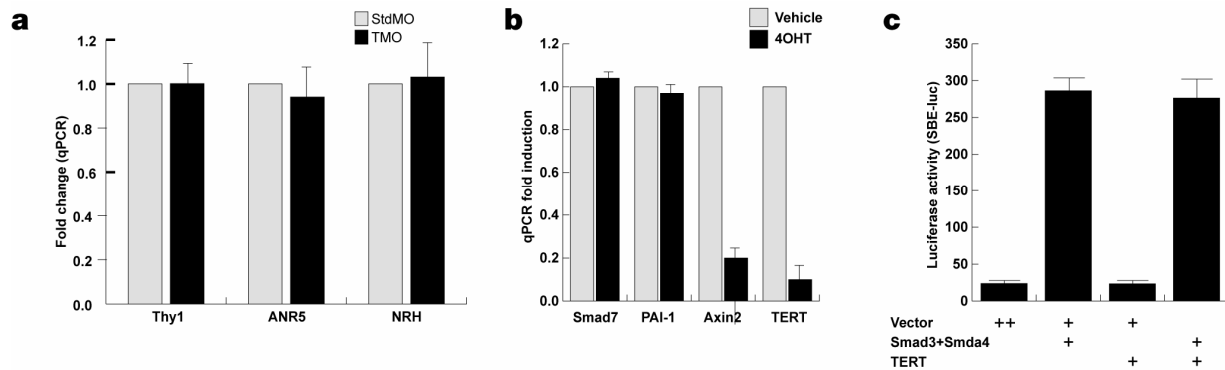 a
StdMO
TMO
Fold change (qPCR)
1.2
1.0
0.8
0.6
0.4
0.2
0.0
Thy1 ANR5 NRH
b
Vehicle
4OHT
qPCR fold induction
1.2
1.0
0.8
0.6
0.4
0.2
0.0
Smad7 PAI-1 Axin2 TERT
c
Luciferase activity (SBE-luc)
350
300
250
200
150
100
50
0
Vector ++ + +
Smad3+Smda4 + +
TERT + +